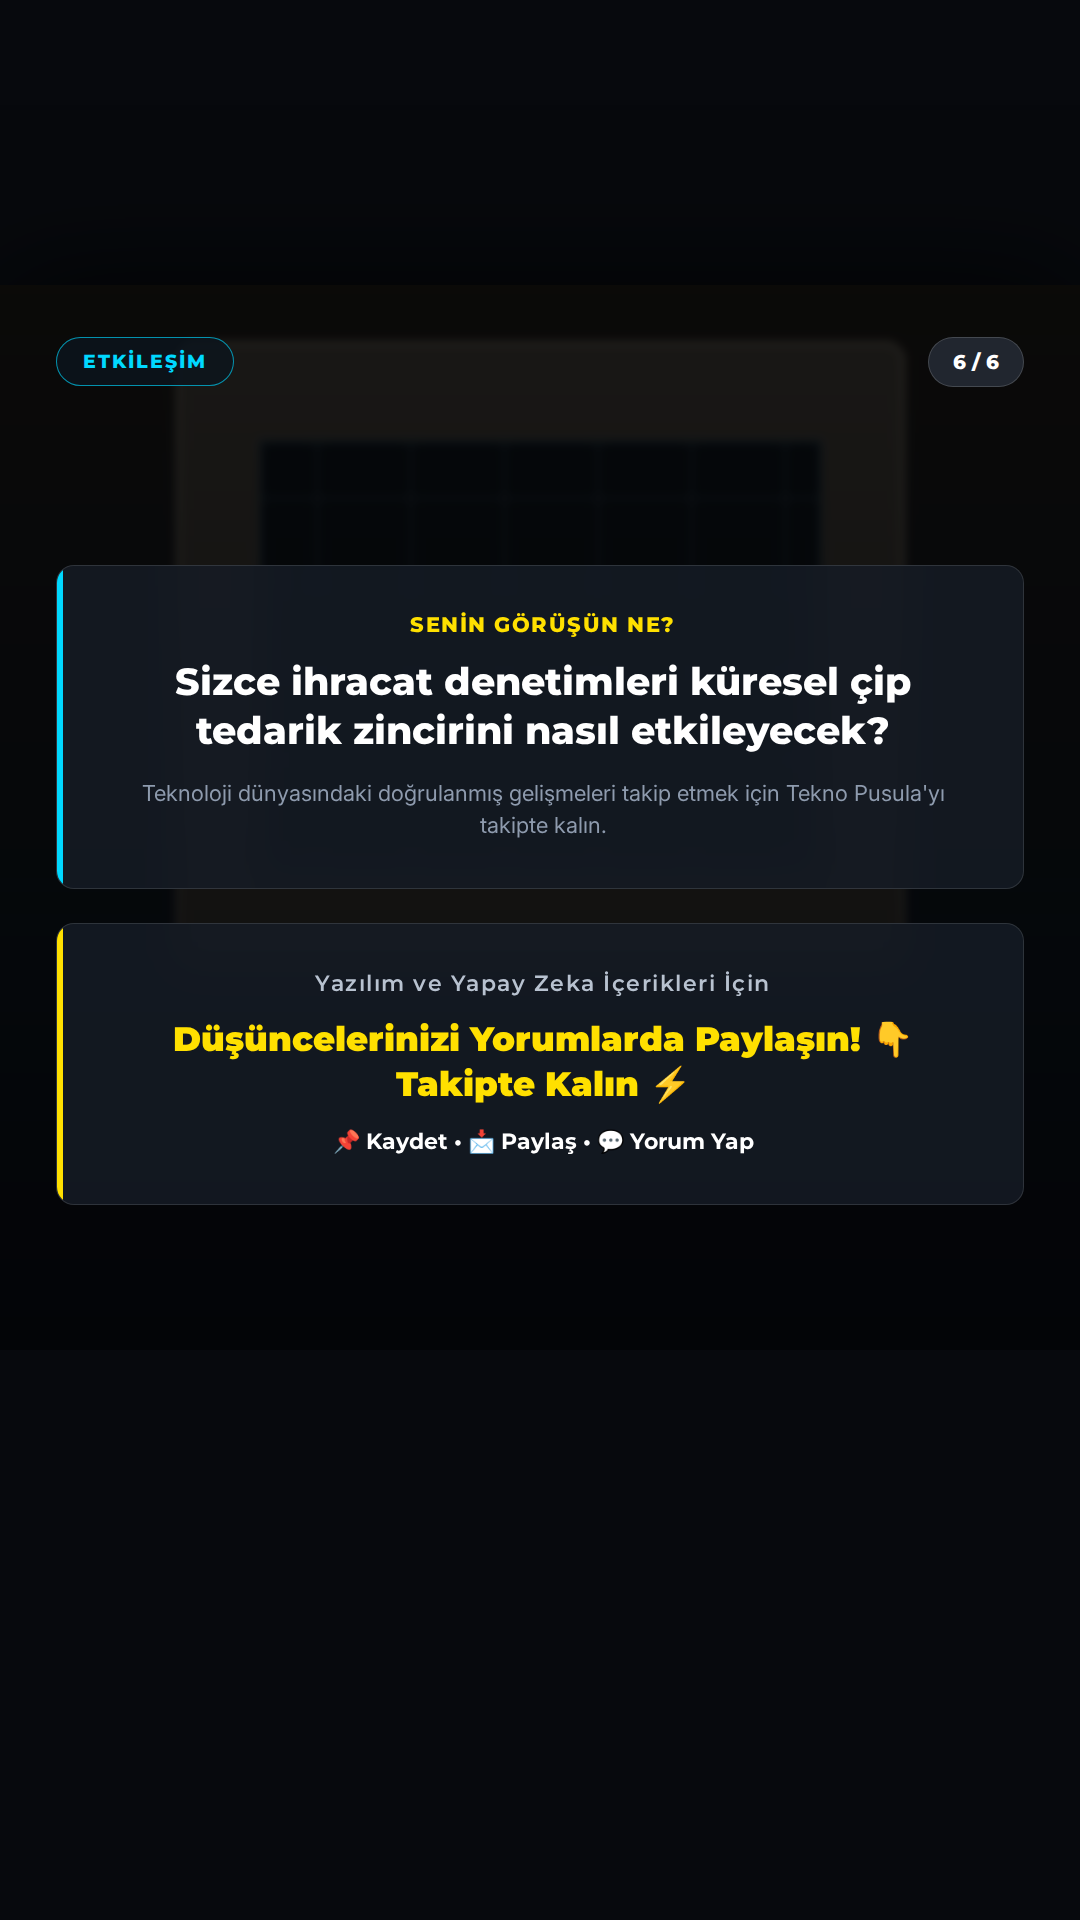 ETKİLEŞİM
6 / 6
SENİN GÖRÜŞÜN NE?
Sizce ihracat denetimleri küresel çip
tedarik zincirini nasıl etkileyecek?
Teknoloji dünyasındaki doğrulanmış gelişmeleri takip etmek için Tekno Pusula'yı
takipte kalın.
Yazılım ve Yapay Zeka İçerikleri İçin
Düşüncelerinizi Yorumlarda Paylaşın! 👇
Takipte Kalın ⚡
📌 Kaydet • 📩 Paylaş • 💬 Yorum Yap